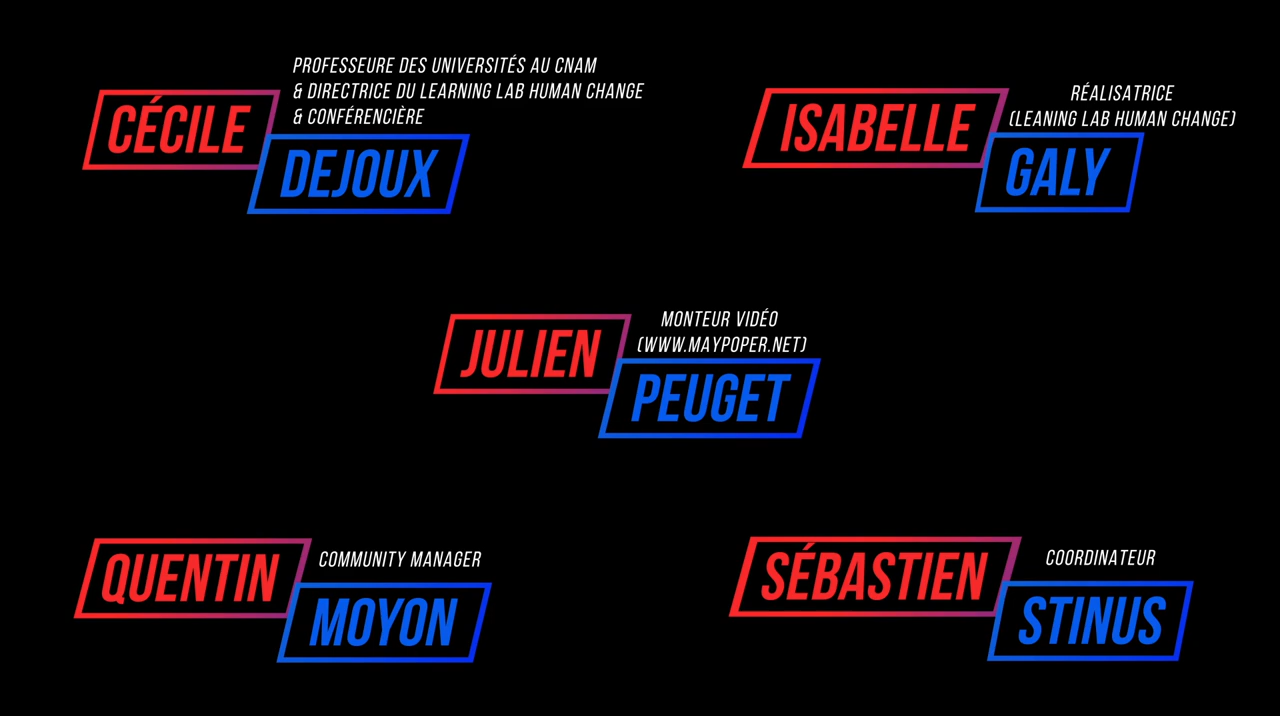 PROFESSEURE DES UNIVERSITÉS AU CNAM
& DIRECTRICE DU LEARNING LAB HUMAN CHANGE
& CONFÉRENCIÈRE
CÉCILE
DEJOUX
RÉALISATRICE
(LEANING LAB HUMAN CHANGE)
ISABELLE
GALY
MONTEUR VIDÉO
(WWW.MAYPOPER.NET)
JULIEN
PEUGET
COMMUNITY MANAGER
QUENTIN
MOYON
COORDINATEUR
SÉBASTIEN
STINUS